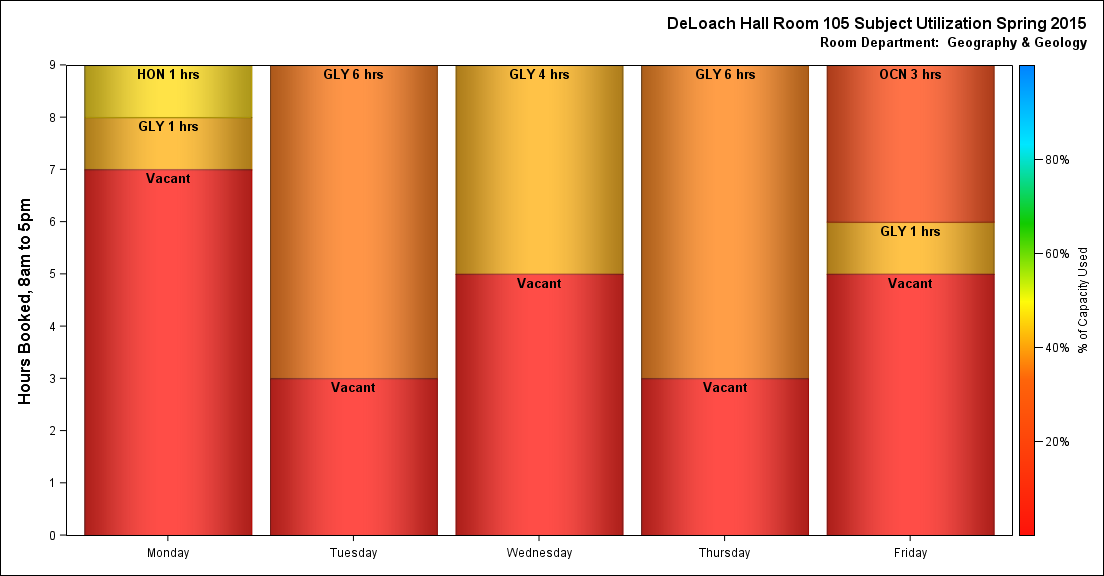 DeLoach Hall Room 105 Subject Utilization Spring 2015
Room Department: Geography & Geology
Hours Booked, 8am to 5pm
9
8
7
6
5
4
3
2
1
0
HON 1 hrs
GLY 1 hrs
Vacant
GLY 6 hrs
Vacant
GLY 4 hrs
Vacant
GLY 6 hrs
Vacant
OCN 3 hrs
GLY 1 hrs
Vacant
Monday
Tuesday
Wednesday
Thursday
Friday
80%
60%
40%
20%
% of Capacity Used